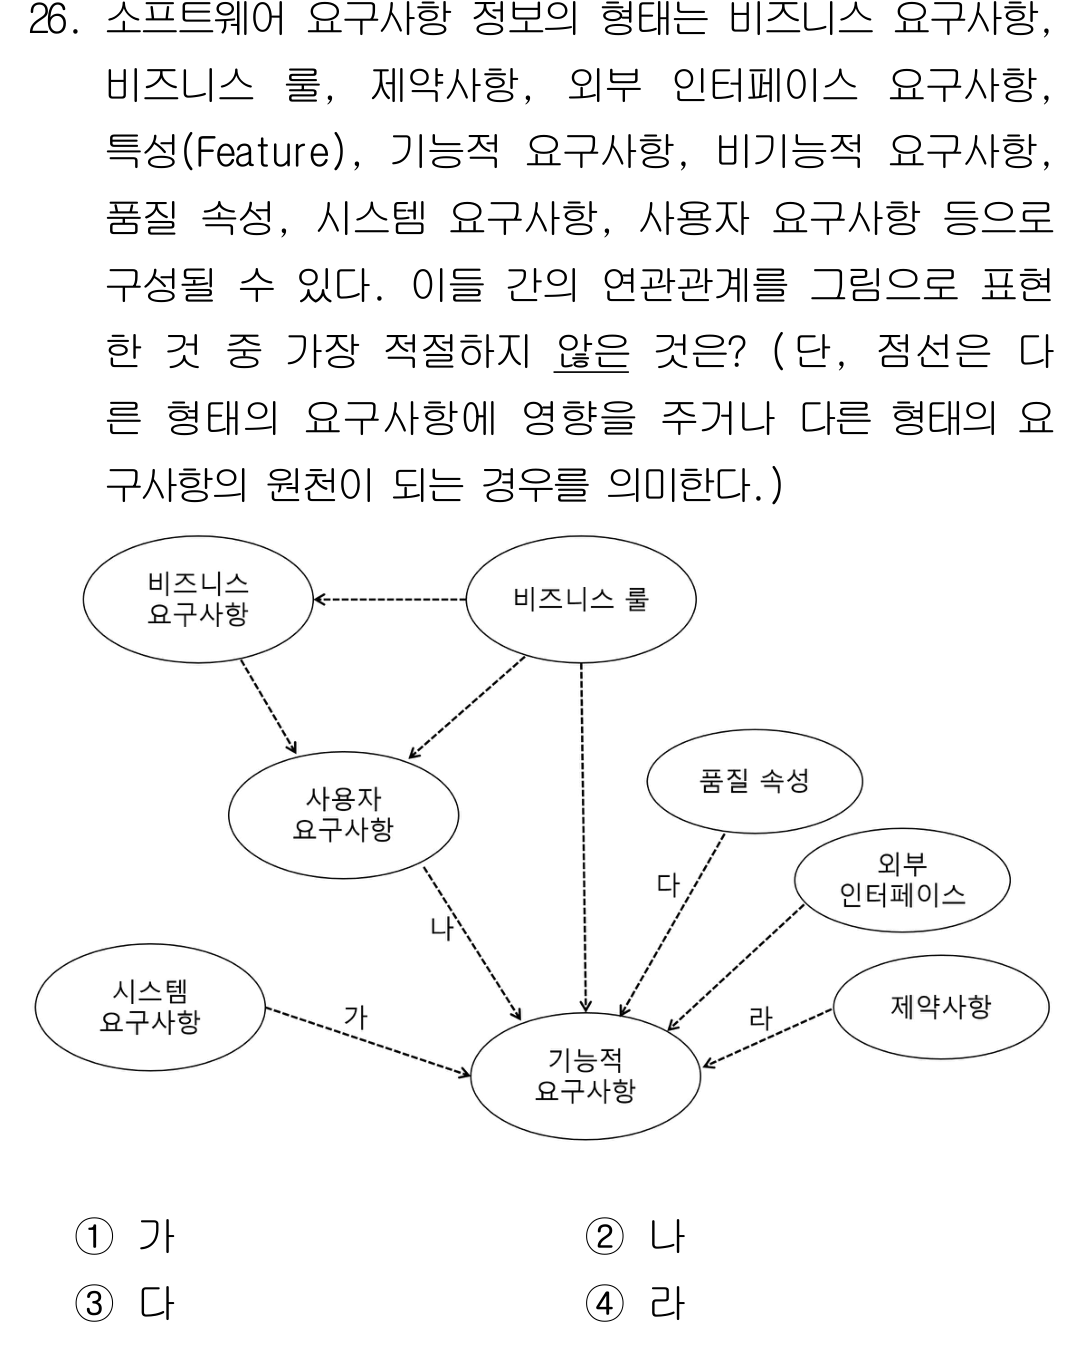 26. 소프트웨어 요구사항 정보의 형태는 비즈니스 요구사항,
비즈니스 룰, 제약사항, 외부 인터페이스 요구사항,
특성(Feature), 기능적 요구사항, 비기능적 요구사항,
품질 속성, 시스템 요구사항, 사용자 요구사항 등으로
구성될 수 있다. 이들 간의 연관관계를 그림으로 표현
한 것 중 가장 적절하지 않은 것은? (단, 점선은 다
른 형태의 요구사항에 영향을 주거나 다른 형태의 요
구사항의 원천이 되는 경우를 의미한다.)
비즈니스
요구사항
비즈니스 룰
사용자
요구사항
품질 속성
외부
인터페이스
다
나
시스템
요구사항
가
라
제약사항
기능적
요구사항
① 가
② 나
③ 다
④ 라